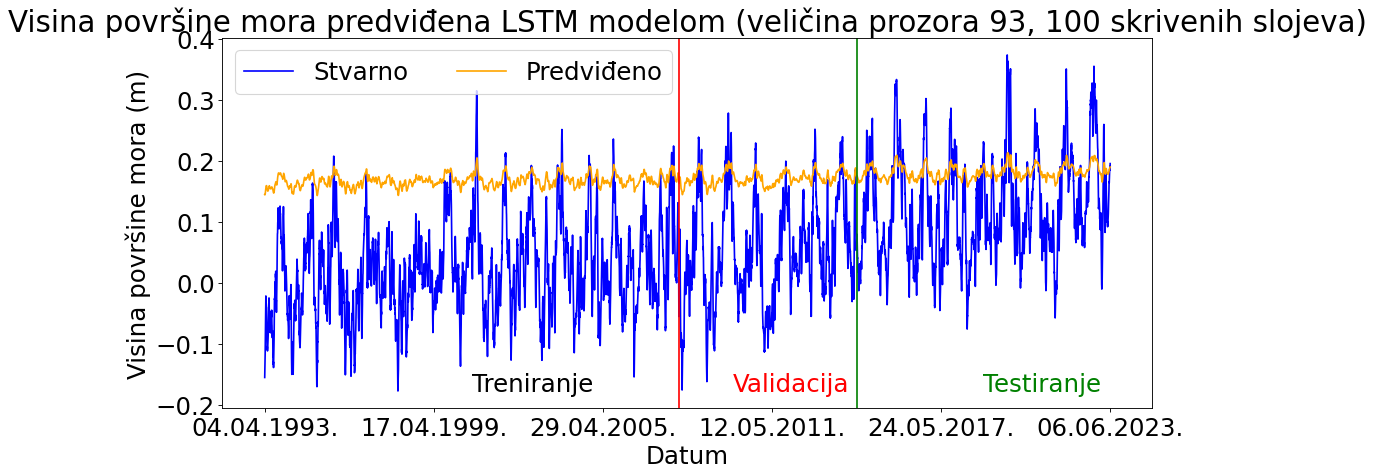 Visina površine mora predviđena LSTM modelom (veličina prozora 93, 100 skrivenih slojeva)
Stvarno Predviđeno
Visina površine mora (m)
0.4
0.3
0.2
0.1
0.0
−0.1
−0.2
Treniranje Validacija Testiranje
04.04.1993. 17.04.1999. 29.04.2005. 12.05.2011. 24.05.2017. 06.06.2023.
Datum